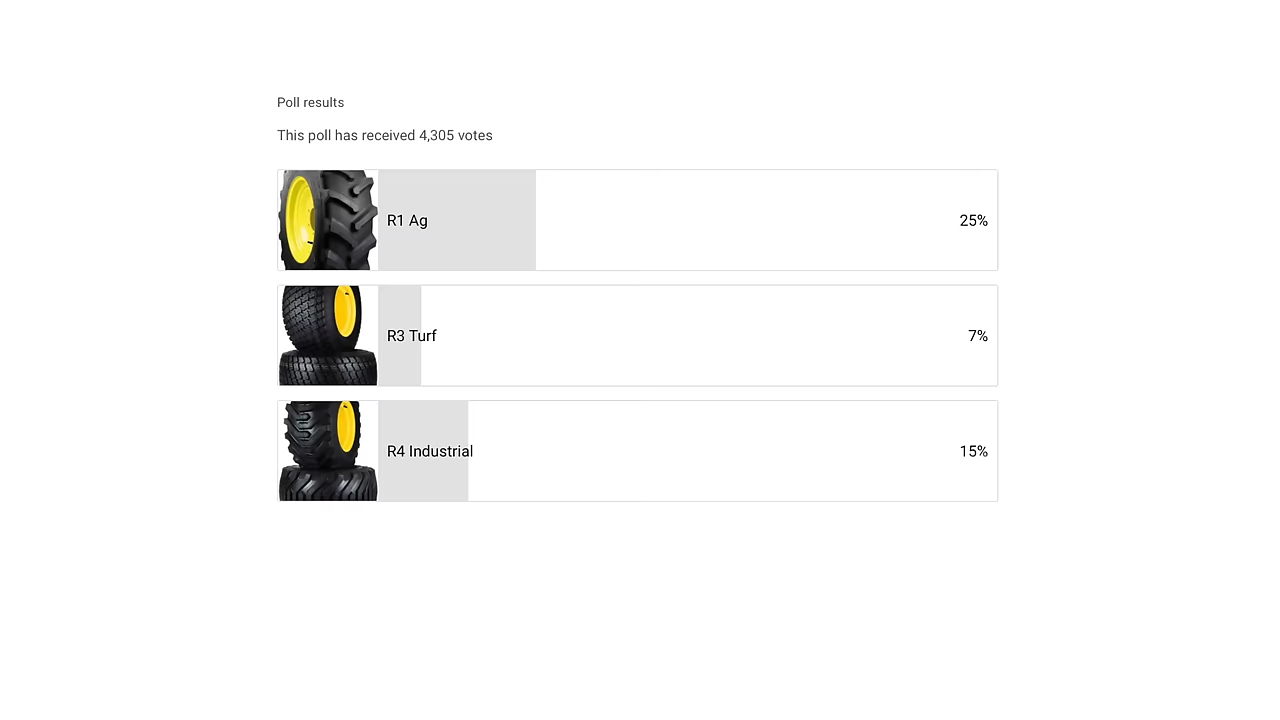 Poll results
This poll has received 4,305 votes
R1 Ag 25%
R3 Turf 7%
R4 Industrial 15%